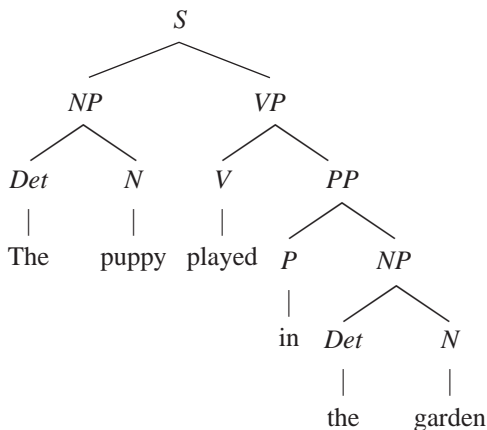 S
NP VP
Det N V PP
The puppy played P NP
in Det N
the garden